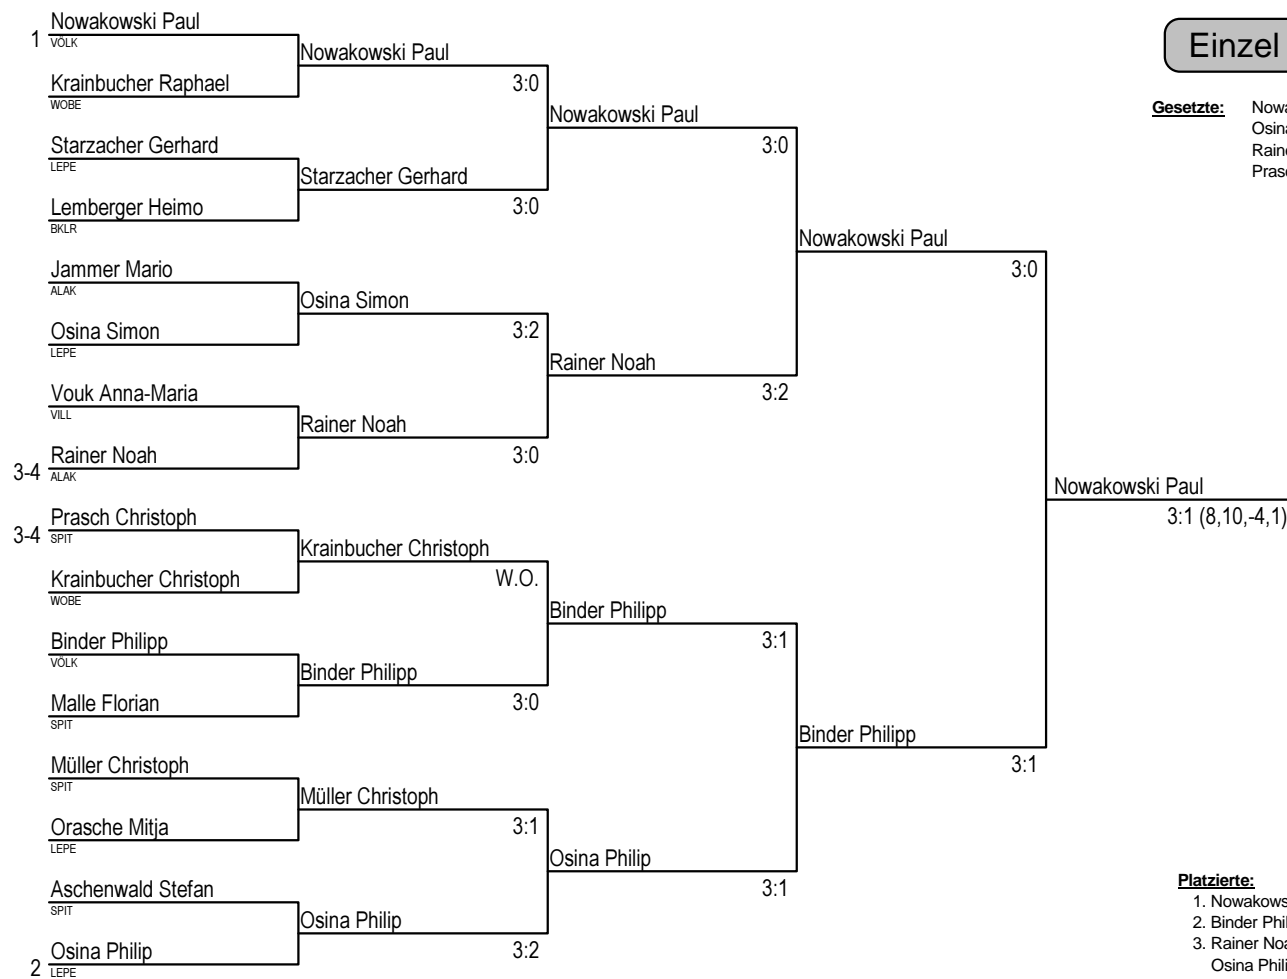 Einzel
Gesetzte:
1 Nowakowski Paul
VÖLK
Krainbucher Raphael
WOBE
Starzacher Gerhard
LEPE
Lemberger Heimo
BKLR
Jammer Mario
ALAK
Osina Simon
LEPE
Vouk Anna-Maria
VILL
3-4 Rainer Noah
ALAK
3-4 Prasch Christoph
SPIT
Krainbucher Christoph
WOBE
Binder Philipp
VÖLK
Malle Florian
SPIT
Müller Christoph
SPIT
Orasche Mitja
LEPE
Aschenwald Stefan
SPIT
2 Osina Philip
LEPE
Nowakowski Paul
3:0
Starzacher Gerhard
3:0
Osina Simon
3:2
Rainer Noah
3:0
Krainbucher Christoph
W.O.
Binder Philipp
3:0
Müller Christoph
3:1
Osina Philip
3:2
Nowakowski Paul
3:0
Rainer Noah
3:2
Binder Philipp
3:1
Osina Philip
3:1
Nowakowski Paul
3:0
Binder Philipp
3:1
Nowakowski Paul
3:1 (8,10,-4,1)
Osina
Platzierte:
1. Nowakows
2. Binder Phil
3. Rainer Noa
Osina Phili